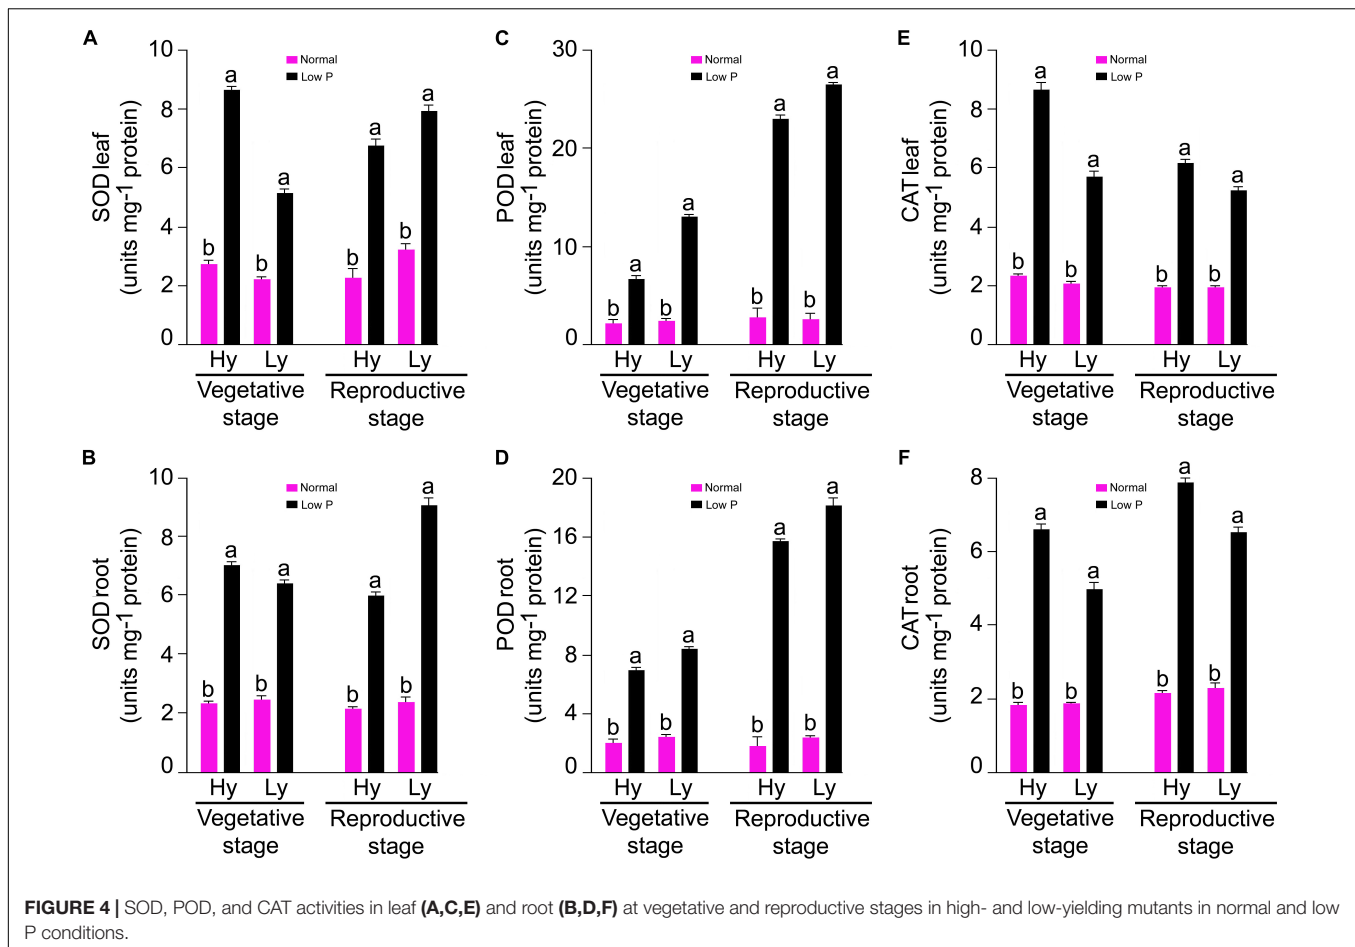 A
10
8
6
4
2
0
SOD leaf
(units mg-1 protein)
Normal
Low P
b a b a b a b a
Hy Ly Hy Ly
Vegetative stage
Reproductive stage
C
30
20
10
0
POD leaf
(units mg-1 protein)
Normal
Low P
b a b a b a b a
Hy Ly Hy Ly
Vegetative stage
Reproductive stage
E
10
8
6
4
2
0
CAT leaf
(units mg-1 protein)
Normal
Low P
b a b a b a b a
Hy Ly Hy Ly
Vegetative stage
Reproductive stage
B
10
8
6
4
2
0
SOD root
(units mg-1 protein)
Normal
Low P
b a b a b a b a
Hy Ly Hy Ly
Vegetative stage
Reproductive stage
D
20
16
12
8
4
0
POD root
(units mg-1 protein)
Normal
Low P
b a b a b a b a
Hy Ly Hy Ly
Vegetative stage
Reproductive stage
F
8
6
4
2
0
CAT root
(units mg-1 protein)
Normal
Low P
b a b a b a b a
Hy Ly Hy Ly
Vegetative stage
Reproductive stage
FIGURE 4 | SOD, POD, and CAT activities in leaf (A,C,E) and root (B,D,F) at vegetative and reproductive stages in high- and low-yielding mutants in normal and low
P conditions.